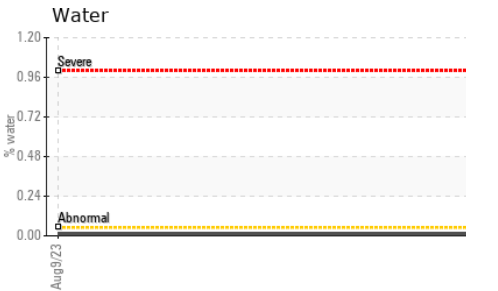 Water
1.20
Severe
0.96
0.72
% water
0.48
0.24
Abnormal
0.00
Aug9/23